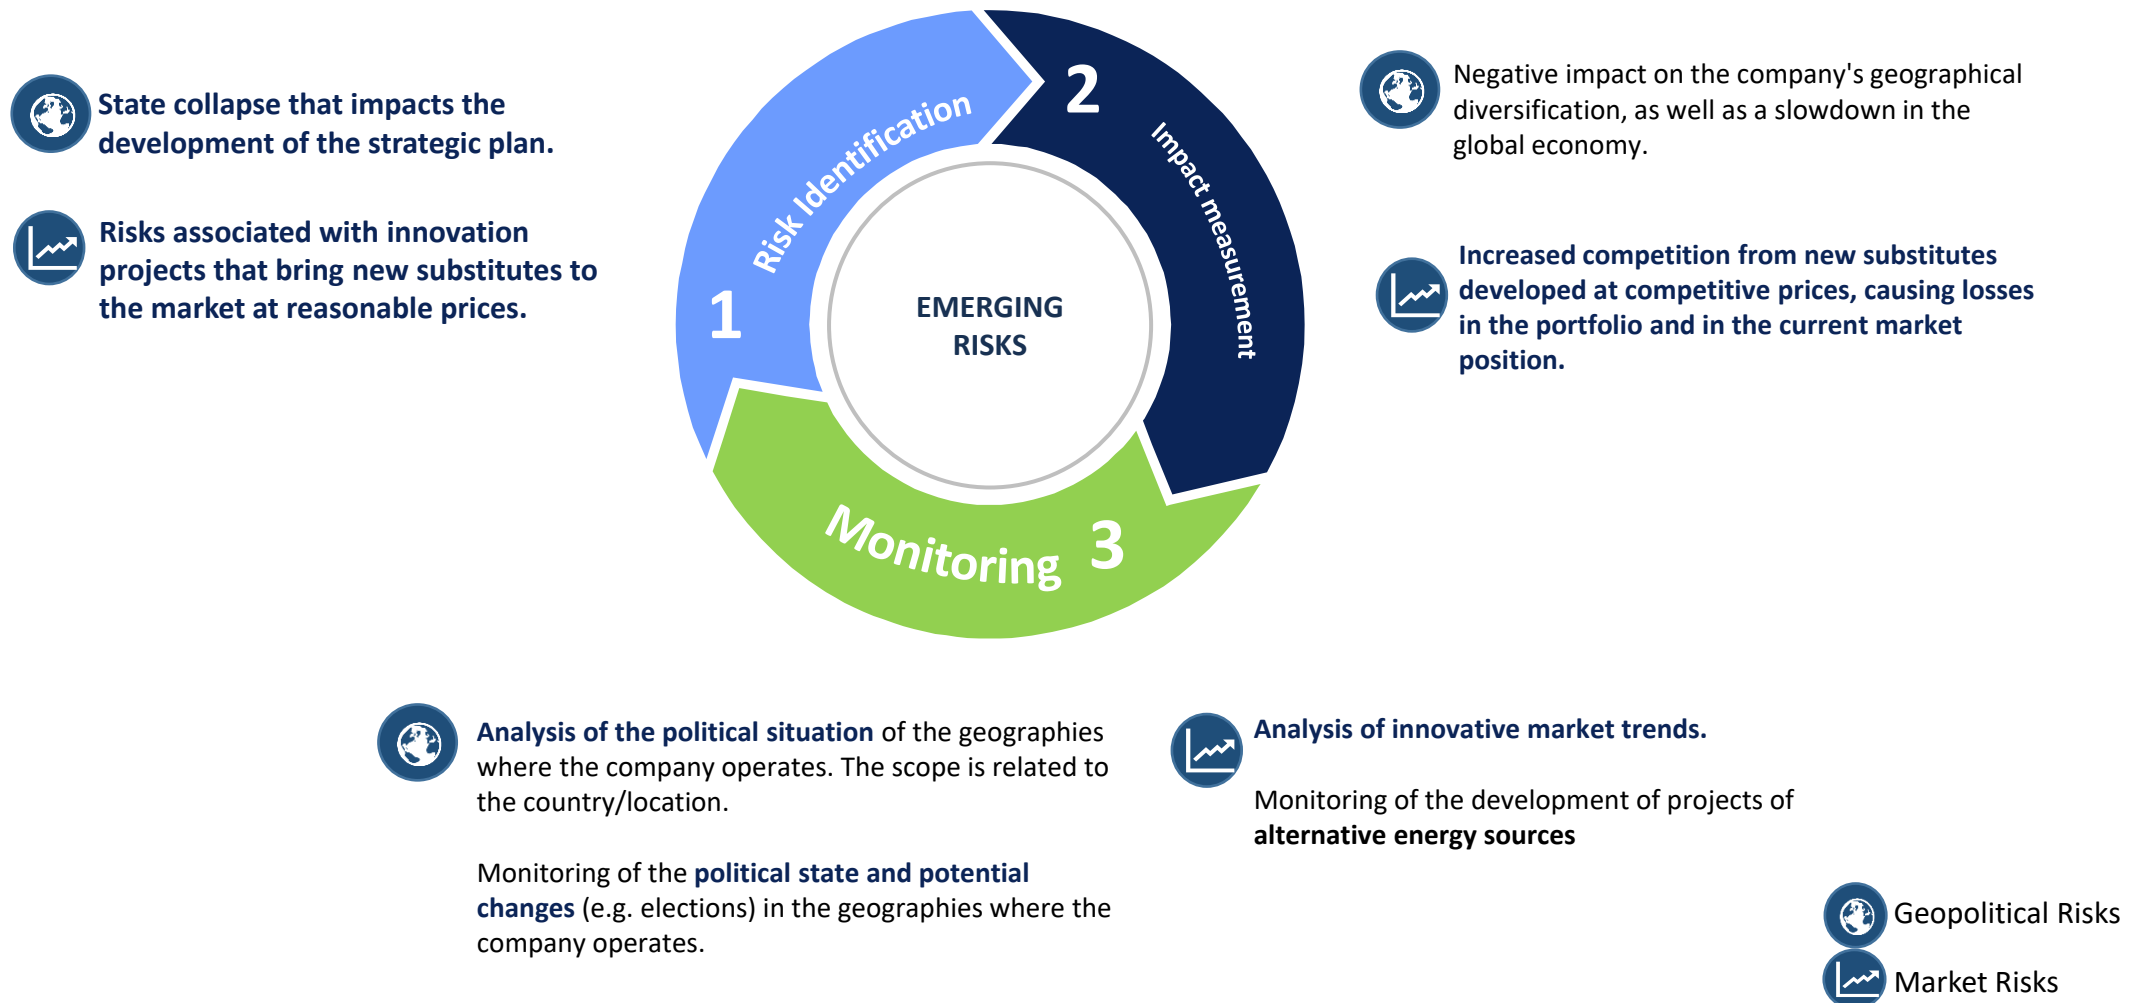 State collapse that impacts the
development of the strategic plan.
Risks associated with innovation
projects that bring new substitutes to
the market at reasonable prices.
1
Risk Identification
2
Impact measurement
EMERGING
RISKS
Monitoring 3
Negative impact on the company's geographical
diversification, as well as a slowdown in the
global economy.
Increased competition from new substitutes
developed at competitive prices, causing losses
in the portfolio and in the current market
position.
Analysis of the political situation of the geographies
where the company operates. The scope is related to
the country/location.
Monitoring of the political state and potential
changes (e.g. elections) in the geographies where the
company operates.
Analysis of innovative market trends.
Monitoring of the development of projects of
alternative energy sources
Geopolitical Risks
Market Risks